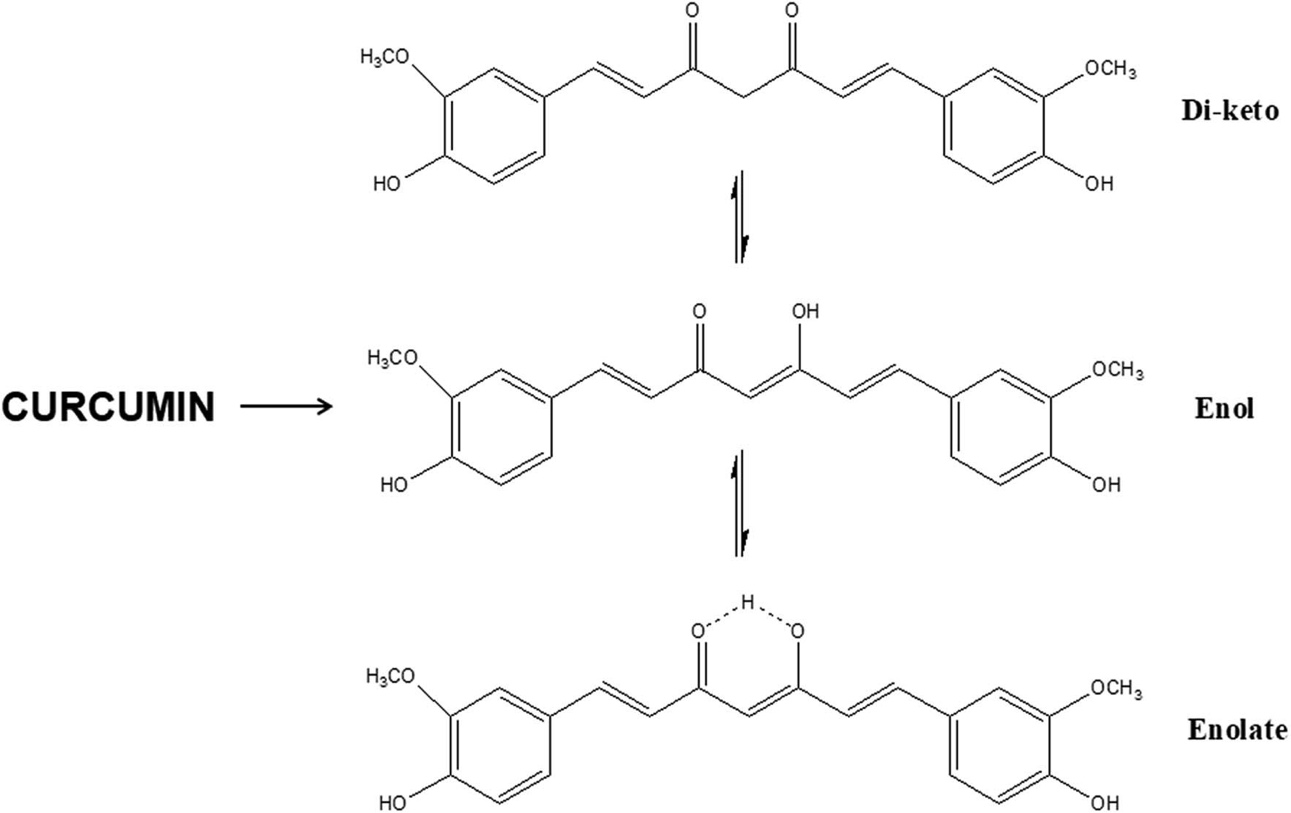 O O
H₃CO OCH₃
Di-keto
HO OH
O OH
H₃CO OCH₃
CURCUMIN
Enol
HO OH
H
O O
H₃CO OCH₃
Enolate
HO OH